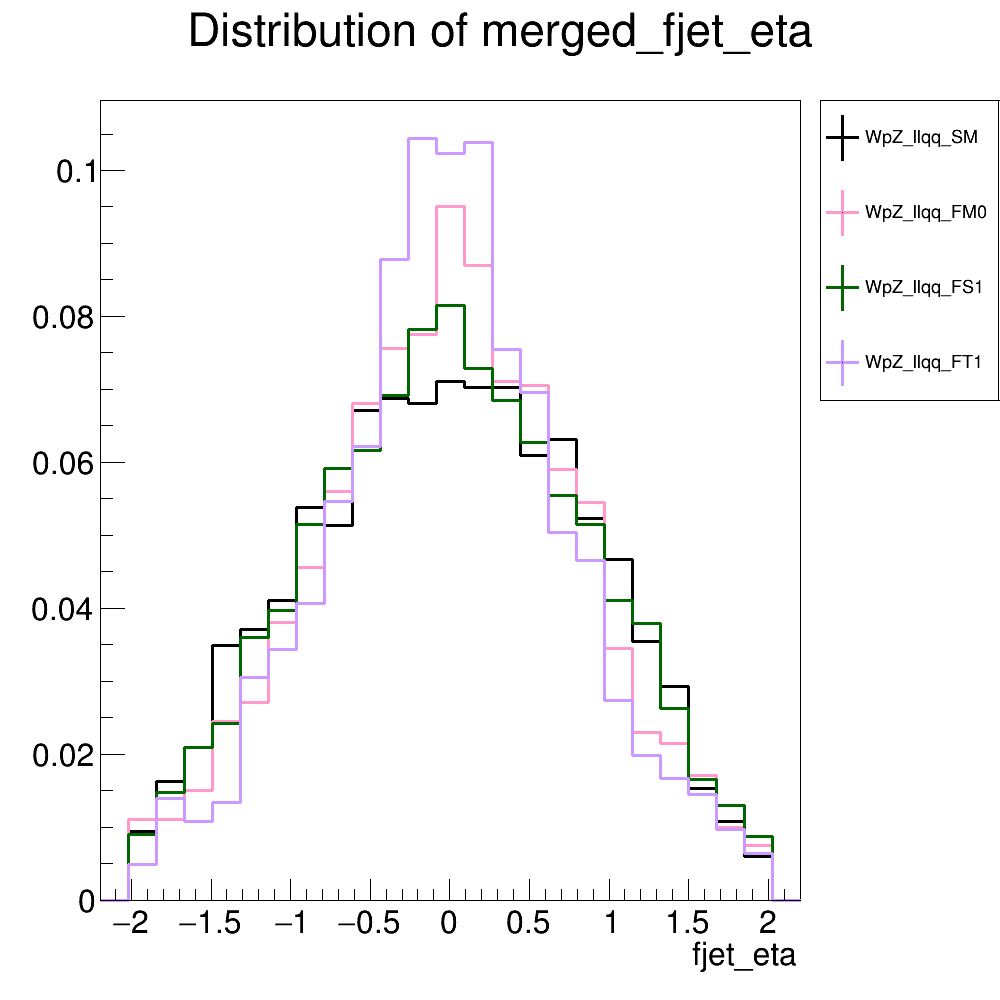 Distribution of merged_fjet_eta
WpZ_llqq_SM
WpZ_llqq_FM0
WpZ_llqq_FS1
WpZ_llqq_FT1
0.1
0.08
0.06
0.04
0.02
0
−2 −1.5 −1 −0.5 0 0.5 1 1.5 2
fjet_eta